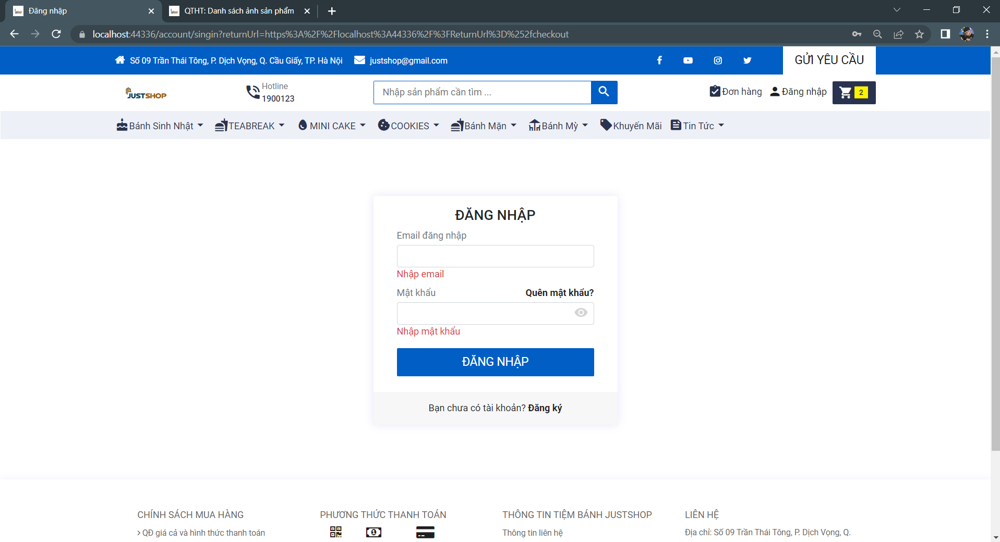 Đăng nhập
QTHT: Danh sách ảnh sản phẩm
localhost:44336/account/singin?returnUrl=https%3A%2F%2Flocalhost%3A44336%2F%3FReturnUrl%3D%252fcheckout
Số 09 Trần Thái Tông, P. Dịch Vọng, Q. Cầu Giấy, TP. Hà Nội justshop@gmail.com GỬI YÊU CẦU
JUSTSHOP
Hotline
1900123
Nhập sản phẩm cần tìm ...
Đơn hàng Đăng nhập 2
Bánh Sinh Nhật TEABREAK MINI CAKE COOKIES Bánh Mặn Bánh Mỳ Khuyến Mãi Tin Tức
ĐĂNG NHẬP
Email đăng nhập
Nhập email
Mật khẩu Quên mật khẩu?
Nhập mật khẩu
ĐĂNG NHẬP
Bạn chưa có tài khoản? Đăng ký
CHÍNH SÁCH MUA HÀNG
> QĐ giá cả và hình thức thanh toán
PHƯƠNG THỨC THANH TOÁN
THÔNG TIN TIỆM BÁNH JUSTSHOP
Thông tin liên hệ
LIÊN HỆ
Địa chỉ: Số 09 Trần Thái Tông, P. Dịch Vọng, Q.